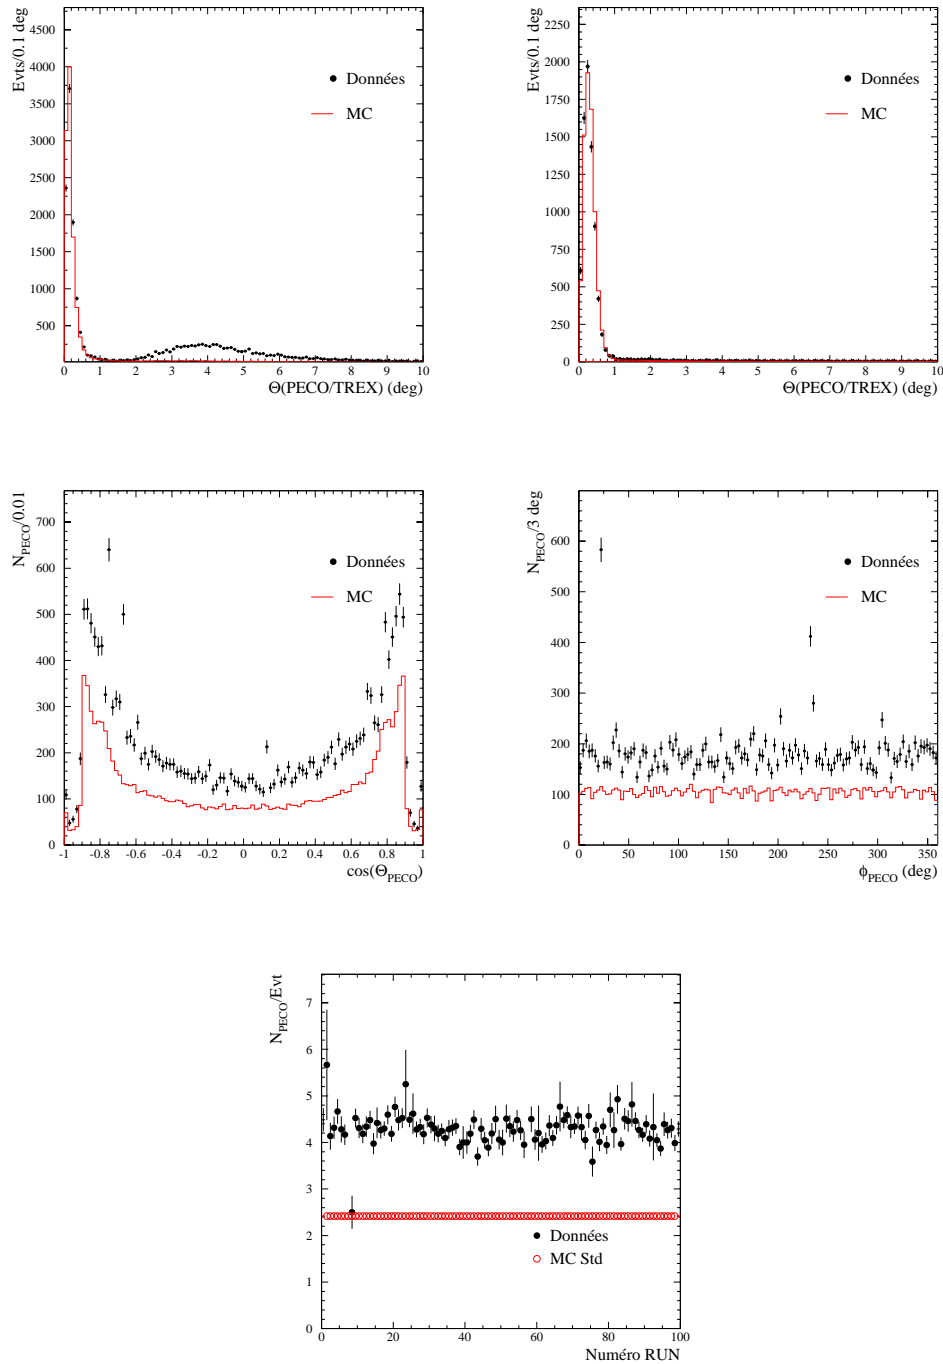 Evts/0.1 deg
4500
4000
3500
3000
2500
2000
1500
1000
500
0 1 2 3 4 5 6 7 8 9 10
Θ(PECO/TREX) (deg)
Données
MC
Evts/0.1 deg
2250
2000
1750
1500
1250
1000
750
500
250
0
0 1 2 3 4 5 6 7 8 9 10
Θ(PECO/TREX) (deg)
Données
MC
N_PECO/0.01
700
600
500
400
300
200
100
0
-1 -0.8 -0.6 -0.4 -0.2 0 0.2 0.4 0.6 0.8 1
cos(Θ_PECO)
Données
MC
N_PECO/3 deg
600
500
400
300
200
100
0
0 50 100 150 200 250 300 350
ϕ_PECO (deg)
Données
MC
N_PECO/Evt
7
6
5
4
3
2
1
0
0 20 40 60 80 100
Numéro RUN
Données
MC Std